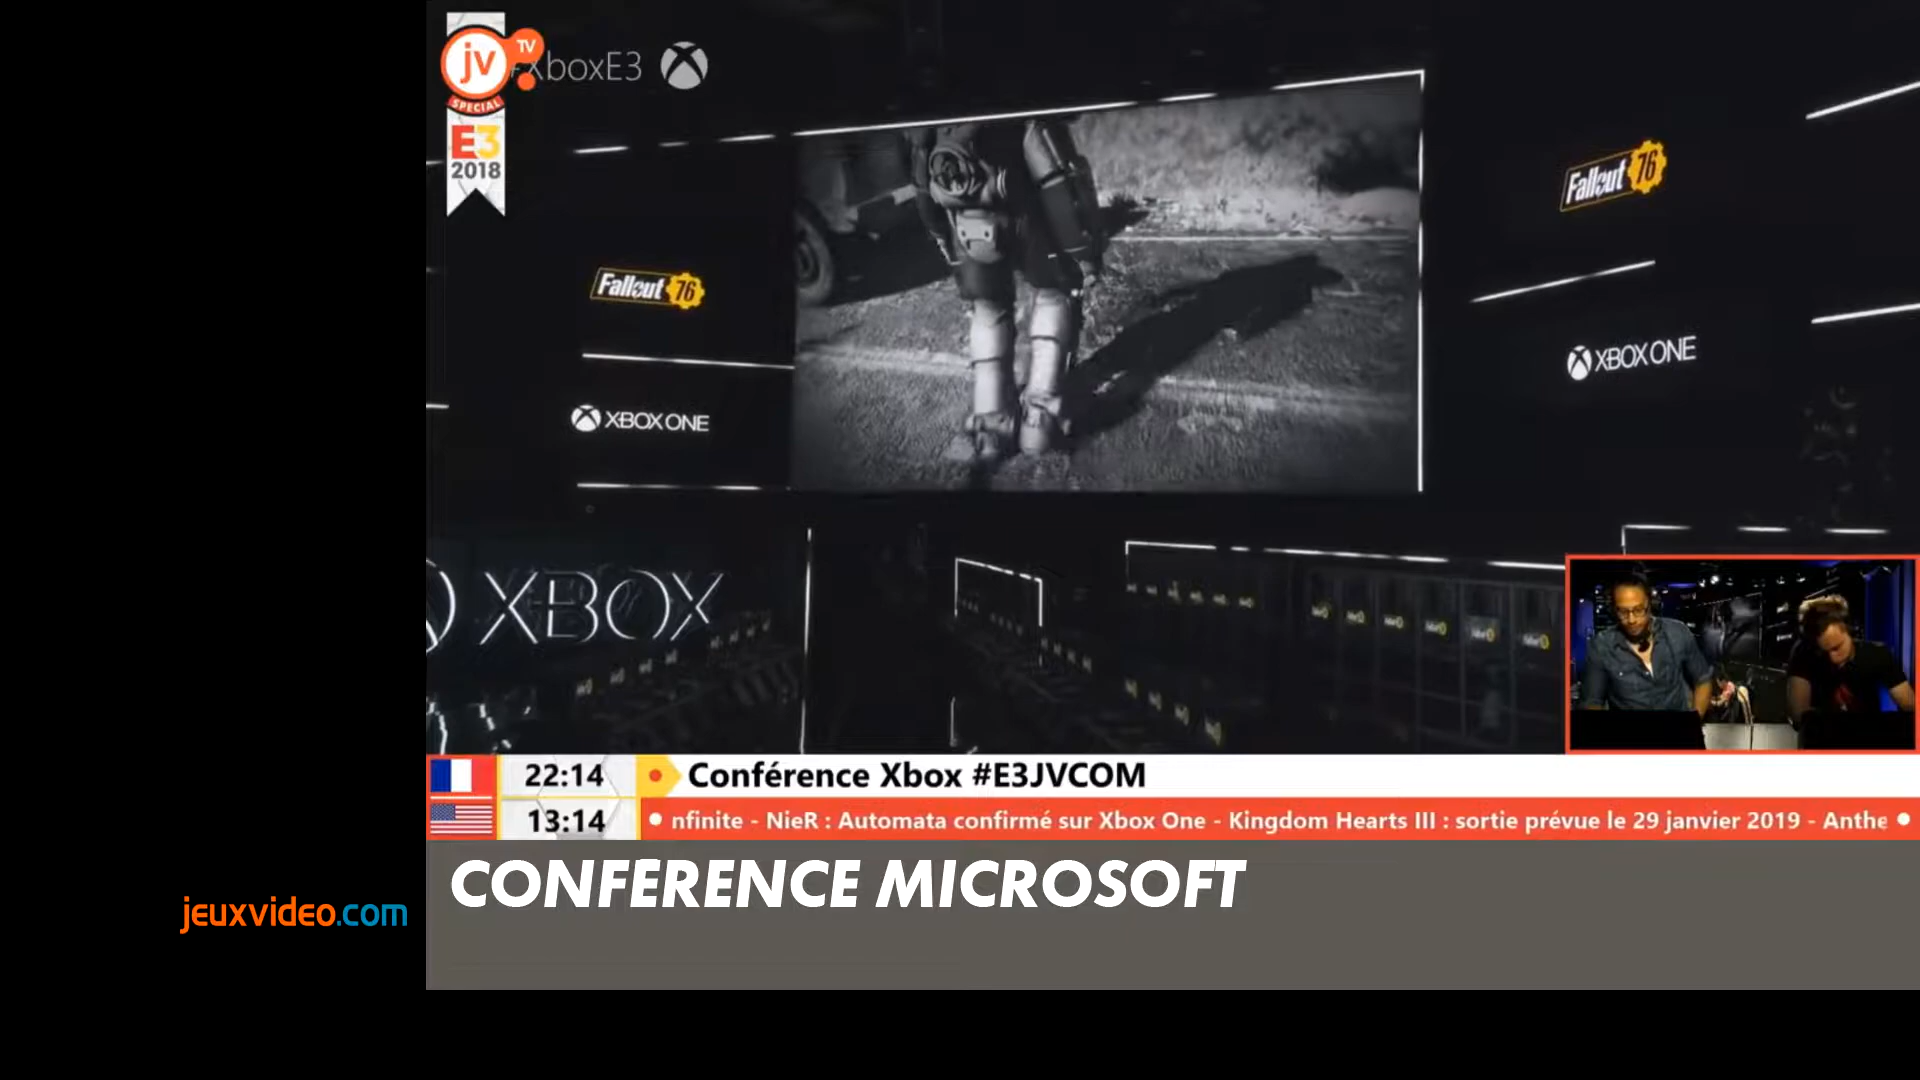 jv TV
#XboxE3
SPECIAL
E3
2018
Fallout 76
Fallout 76
XBOX ONE
XBOX ONE
XBOX
22:14
Conférence Xbox #E3JVCOM
13:14
nfinite - NieR : Automata confirmé sur Xbox One - Kingdom Hearts III : sortie prévue le 29 janvier 2019 - Anthe
CONFÉRENCE MICROSOFT
jeuxvideo.com